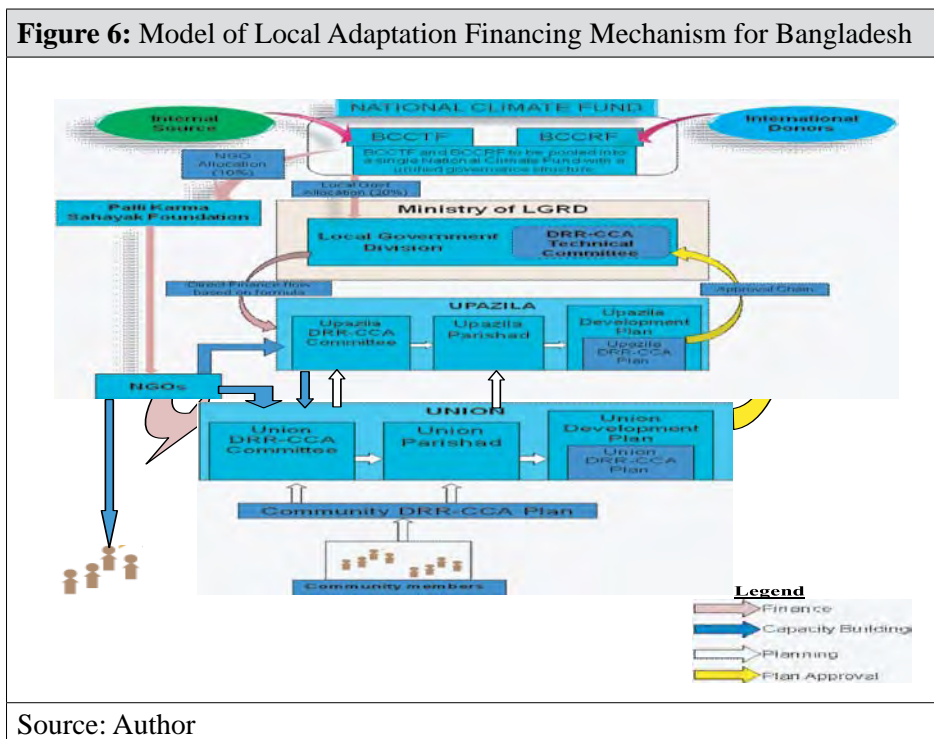 Figure 6: Model of Local Adaptation Financing Mechanism for Bangladesh
NATIONAL CLIMATE FUND
Internal
Source
BCCTF
BCCRF
International
Donors
BCCTF and BCCRF to be pooled into
a single National Climate Fund with a
unified governance structure
NGO
Allocation
(10%)
Local Govt
Allocation (20%)
Palli Karma
Sahayak Foundation
Ministry of LGRD
Local Government
Division
DRR-CCA
Technical
Committee
Direct Finance flow
based on formula
Approval Chain
UPAZILA
Upazila
DRR-CCA
Committee
Upazila
Parishad
Upazila
Development
Plan
Upazila
DRR-CCA
Plan
NGOs
UNION
Union
DRR-CCA
Committee
Union
Parishad
Union
Development
Plan
Union
DRR-CCA
Plan
Community DRR-CCA Plan
Community members
Legend
Finance
Capacity Building
Planning
Plan Approval
Source: Author